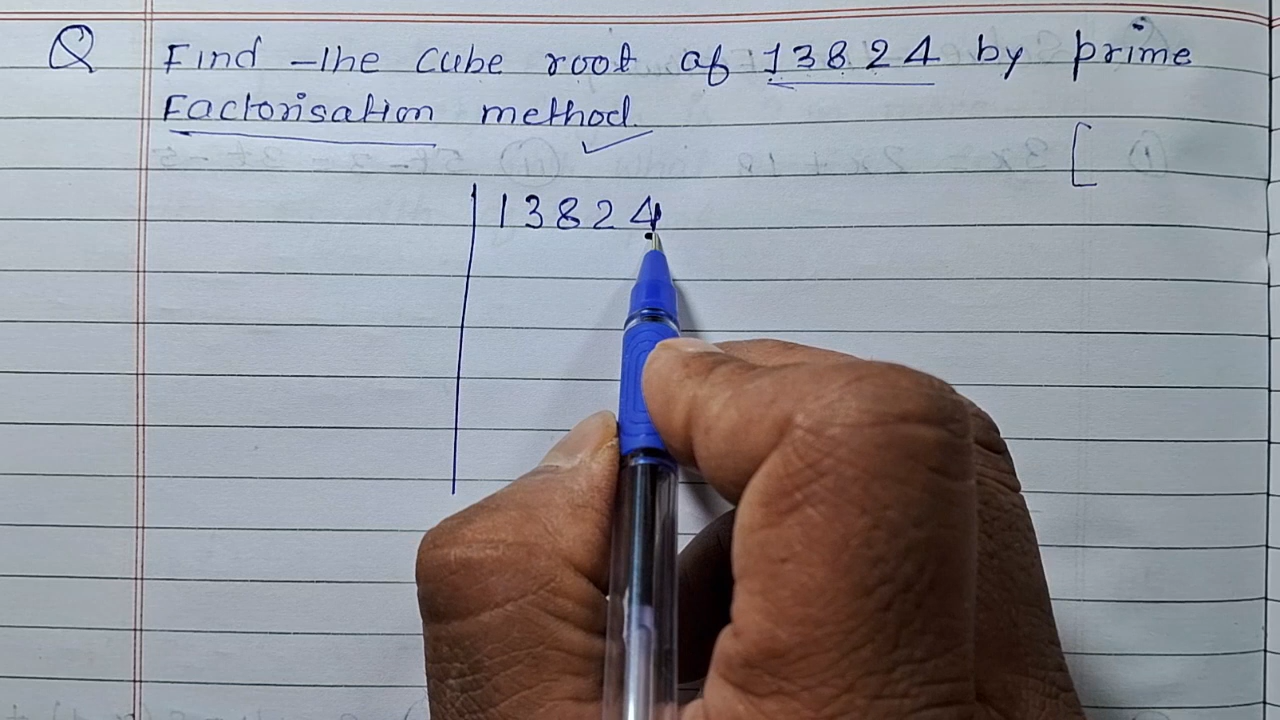 Q Find the cube root of 13824 by prime
Factorisation method.
13824